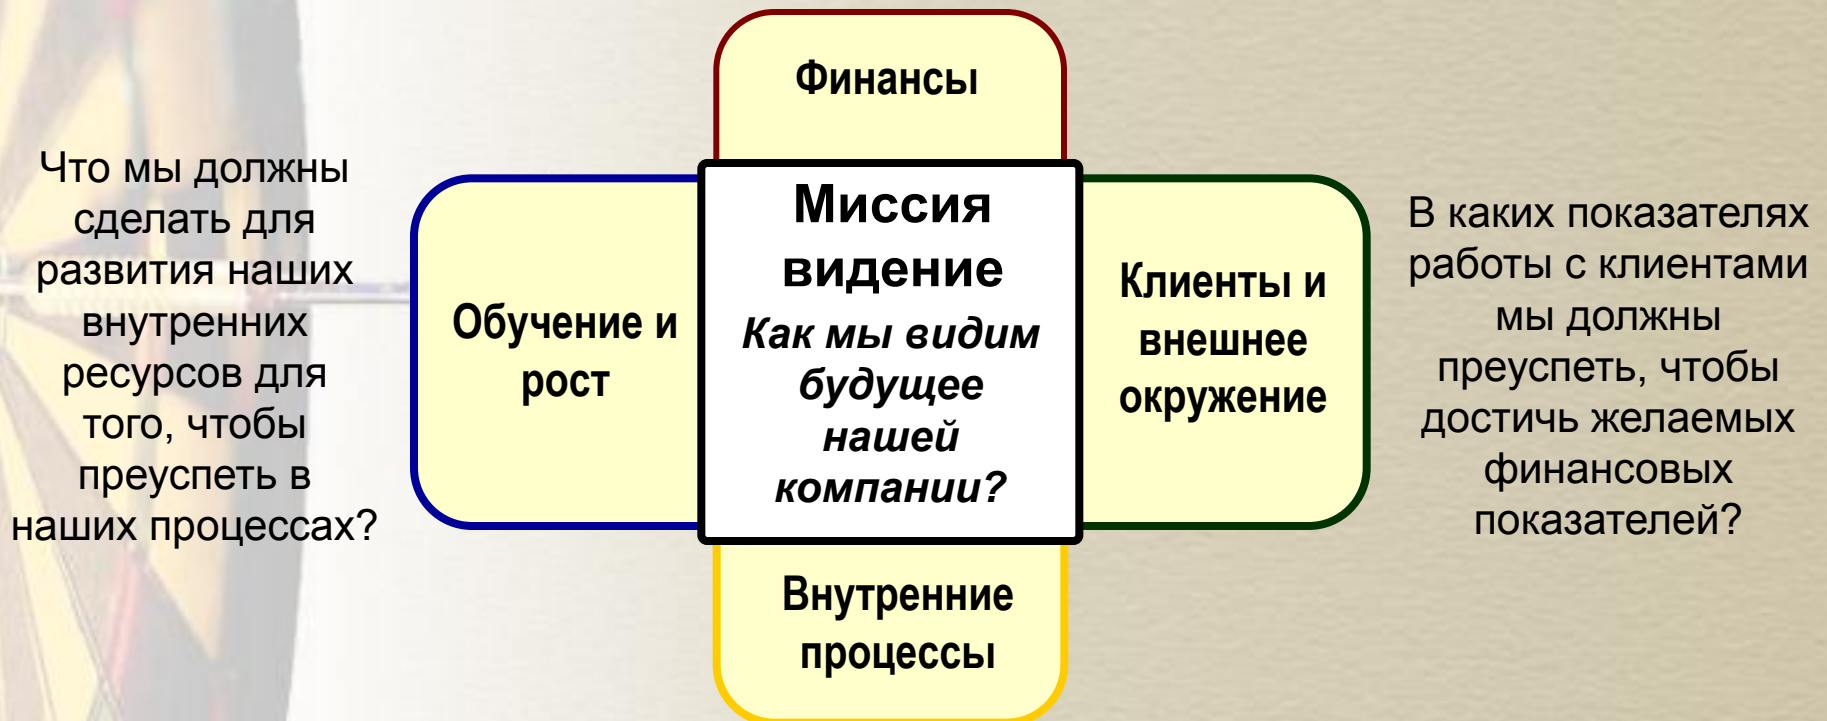 Финансы
Что мы должны
сделать для
развития наших
внутренних
ресурсов для
того, чтобы
преуспеть в
наших процессах?
Обучение и
рост
Миссия
видение
Как мы видим
будущее
нашей
компании?
Клиенты и
внешнее
окружение
В каких показателях
работы с клиентами
мы должны
преуспеть, чтобы
достичь желаемых
финансовых
показателей?
Внутренние
процессы